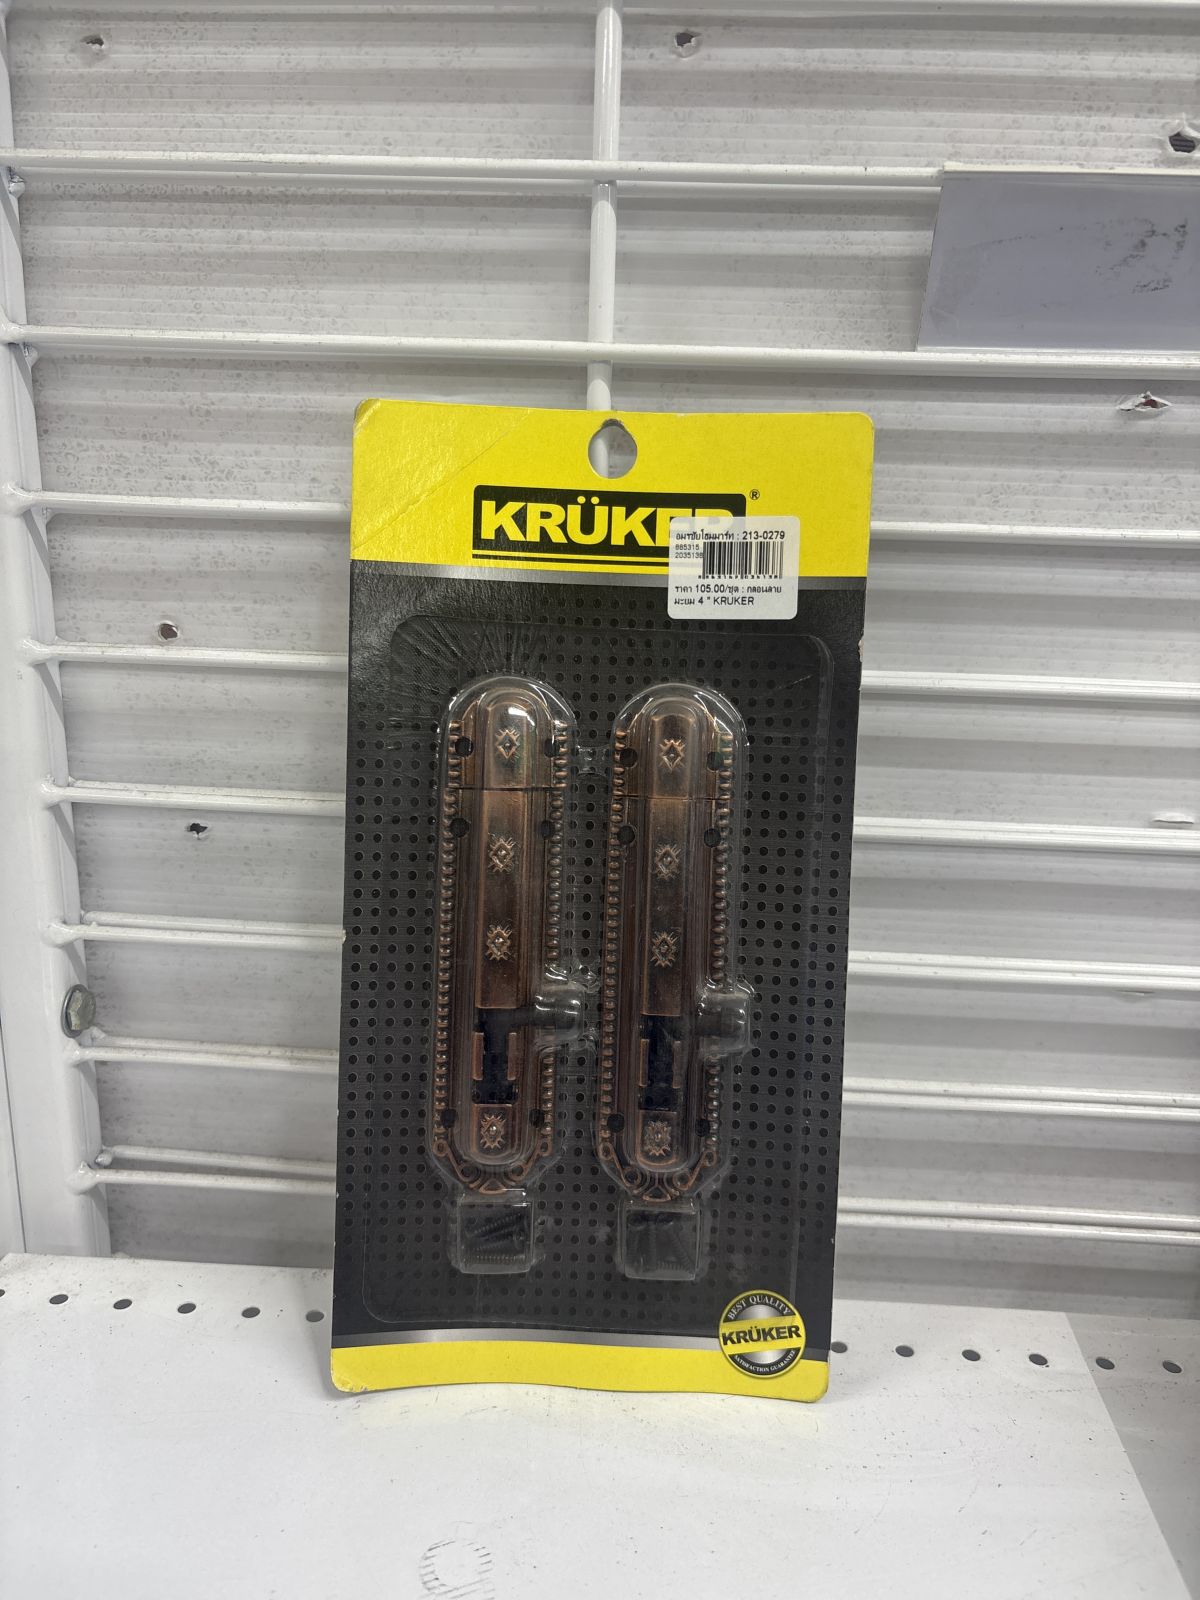 KRÜKER
®
อมรชัยโฮมมาร์ท : 213-0279
885315
2035138
ราคา 105.00/ชุด : กลอนลาย
มะยม 4 " KRUKER
BEST QUALITY
KRÜKER
SATISFACTION GUARANTEE